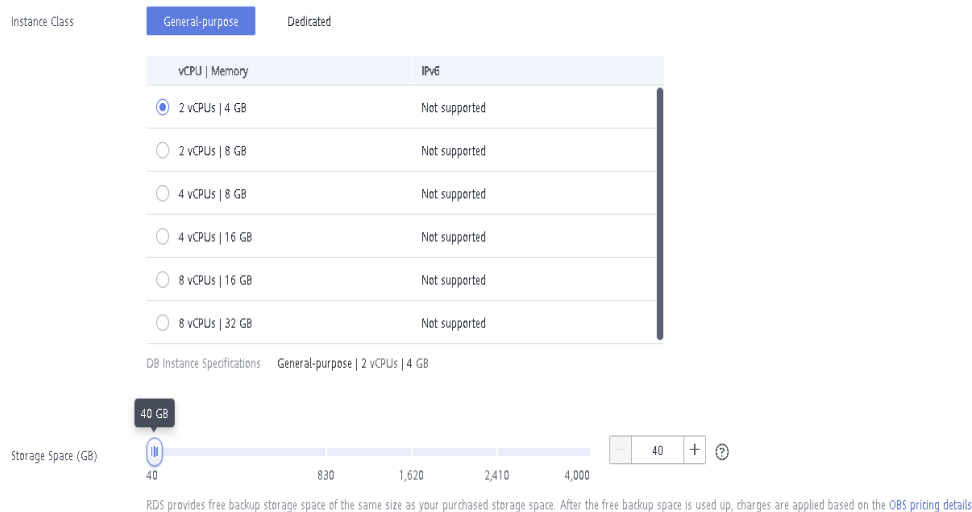 Instance Class General-purpose Dedicated
vCPU | Memory IPv6
2 vCPUs | 4 GB Not supported
2 vCPUs | 8 GB Not supported
4 vCPUs | 8 GB Not supported
4 vCPUs | 16 GB Not supported
8 vCPUs | 16 GB Not supported
8 vCPUs | 32 GB Not supported
DB Instance Specifications General-purpose | 2 vCPUs | 4 GB
40 GB
Storage Space (GB) 40 + ?
40 830 1,620 2,410 4,000
RDS provides free backup storage space of the same size as your purchased storage space. After the free backup space is used up, charges are applied based on the OBS pricing details